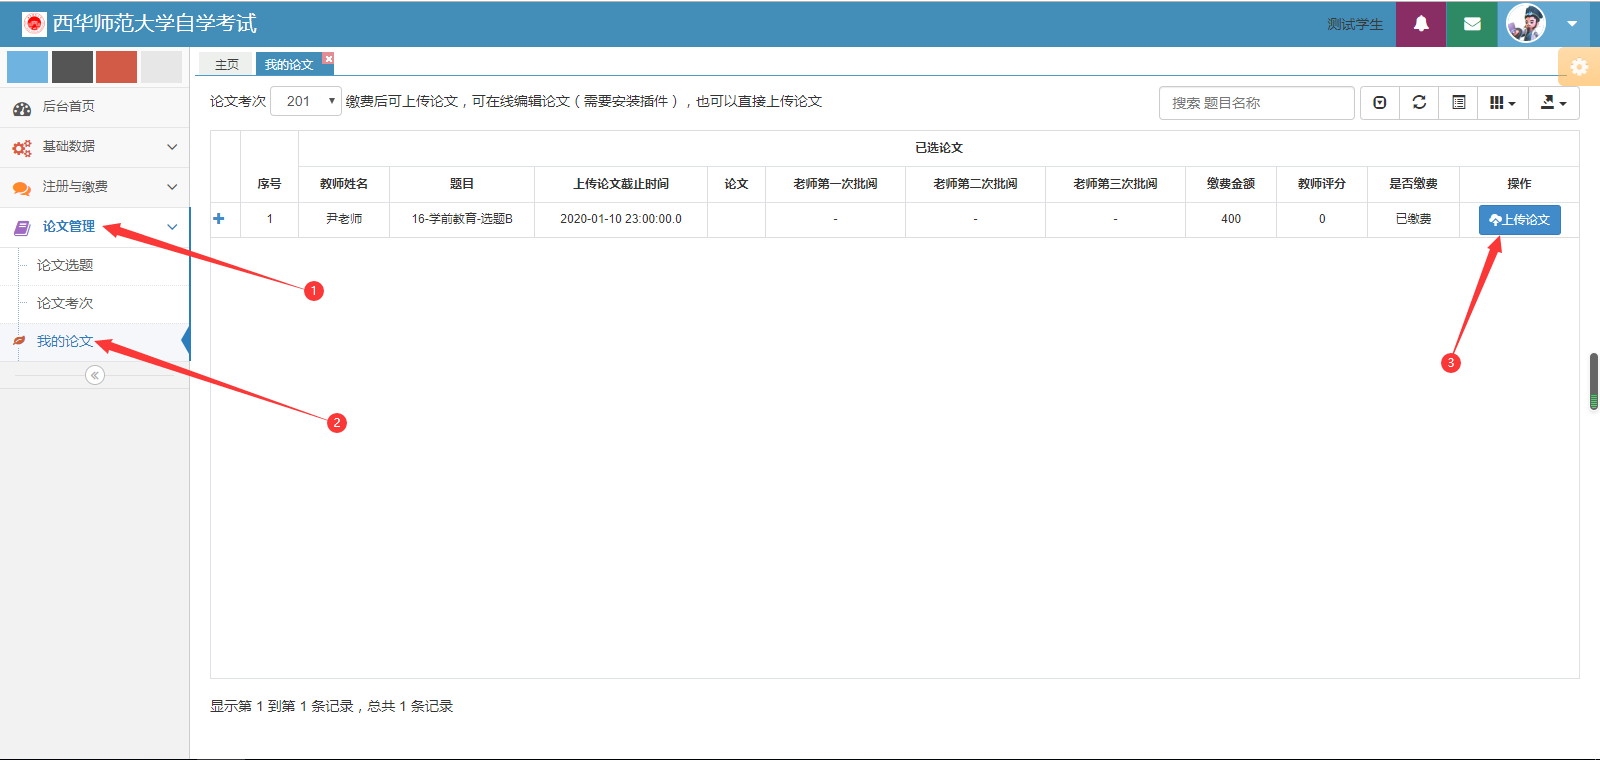 西华师范大学自学考试
测试学生
主页
我的论文
后台首页
基础数据
注册与缴费
论文管理
论文选题
论文考次
我的论文
论文考次 201 缴费后可上传论文，可在线编辑论文（需要安装插件），也可以直接上传论文
搜索 题目名称
已选论文
序号 教师姓名 题目 上传论文截止时间 论文 老师第一次批阅 老师第二次批阅 老师第三次批阅 缴费金额 教师评分 是否缴费 操作
1 尹老师 16-学前教育-选题B 2020-01-10 23:00:00.0 - - - 400 0 已缴费 上传论文
1
2
3
显示第 1 到第 1 条记录，总共 1 条记录